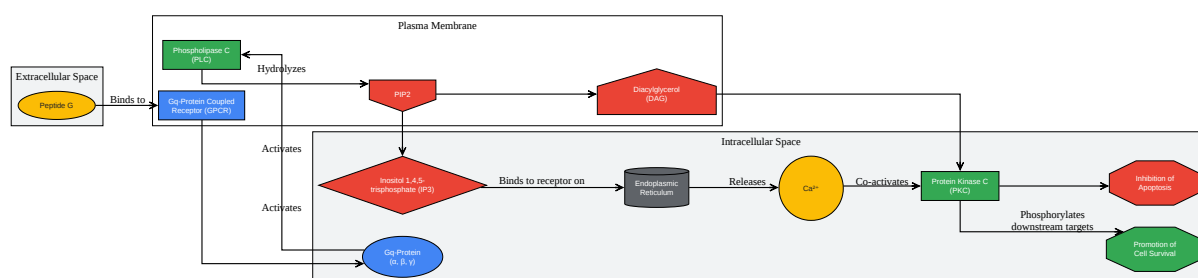 Plasma Membrane
Phospholipase C
(PLC)
Hydrolyzes
Extracellular Space
Peptide G
Binds to
Gq-Protein Coupled
Receptor (GPCR)
PIP2
Diacylglycerol
(DAG)
Intracellular Space
Activates
Inositol 1,4,5-
trisphosphate (IP3)
Binds to receptor on
Endoplasmic
Reticulum
Releases
Ca²⁺
Co-activates
Protein Kinase C
(PKC)
Inhibition of
Apoptosis
Activates
Phosphorylates
downstream targets
Gq-Protein
(α, β, γ)
Promotion of
Cell Survival